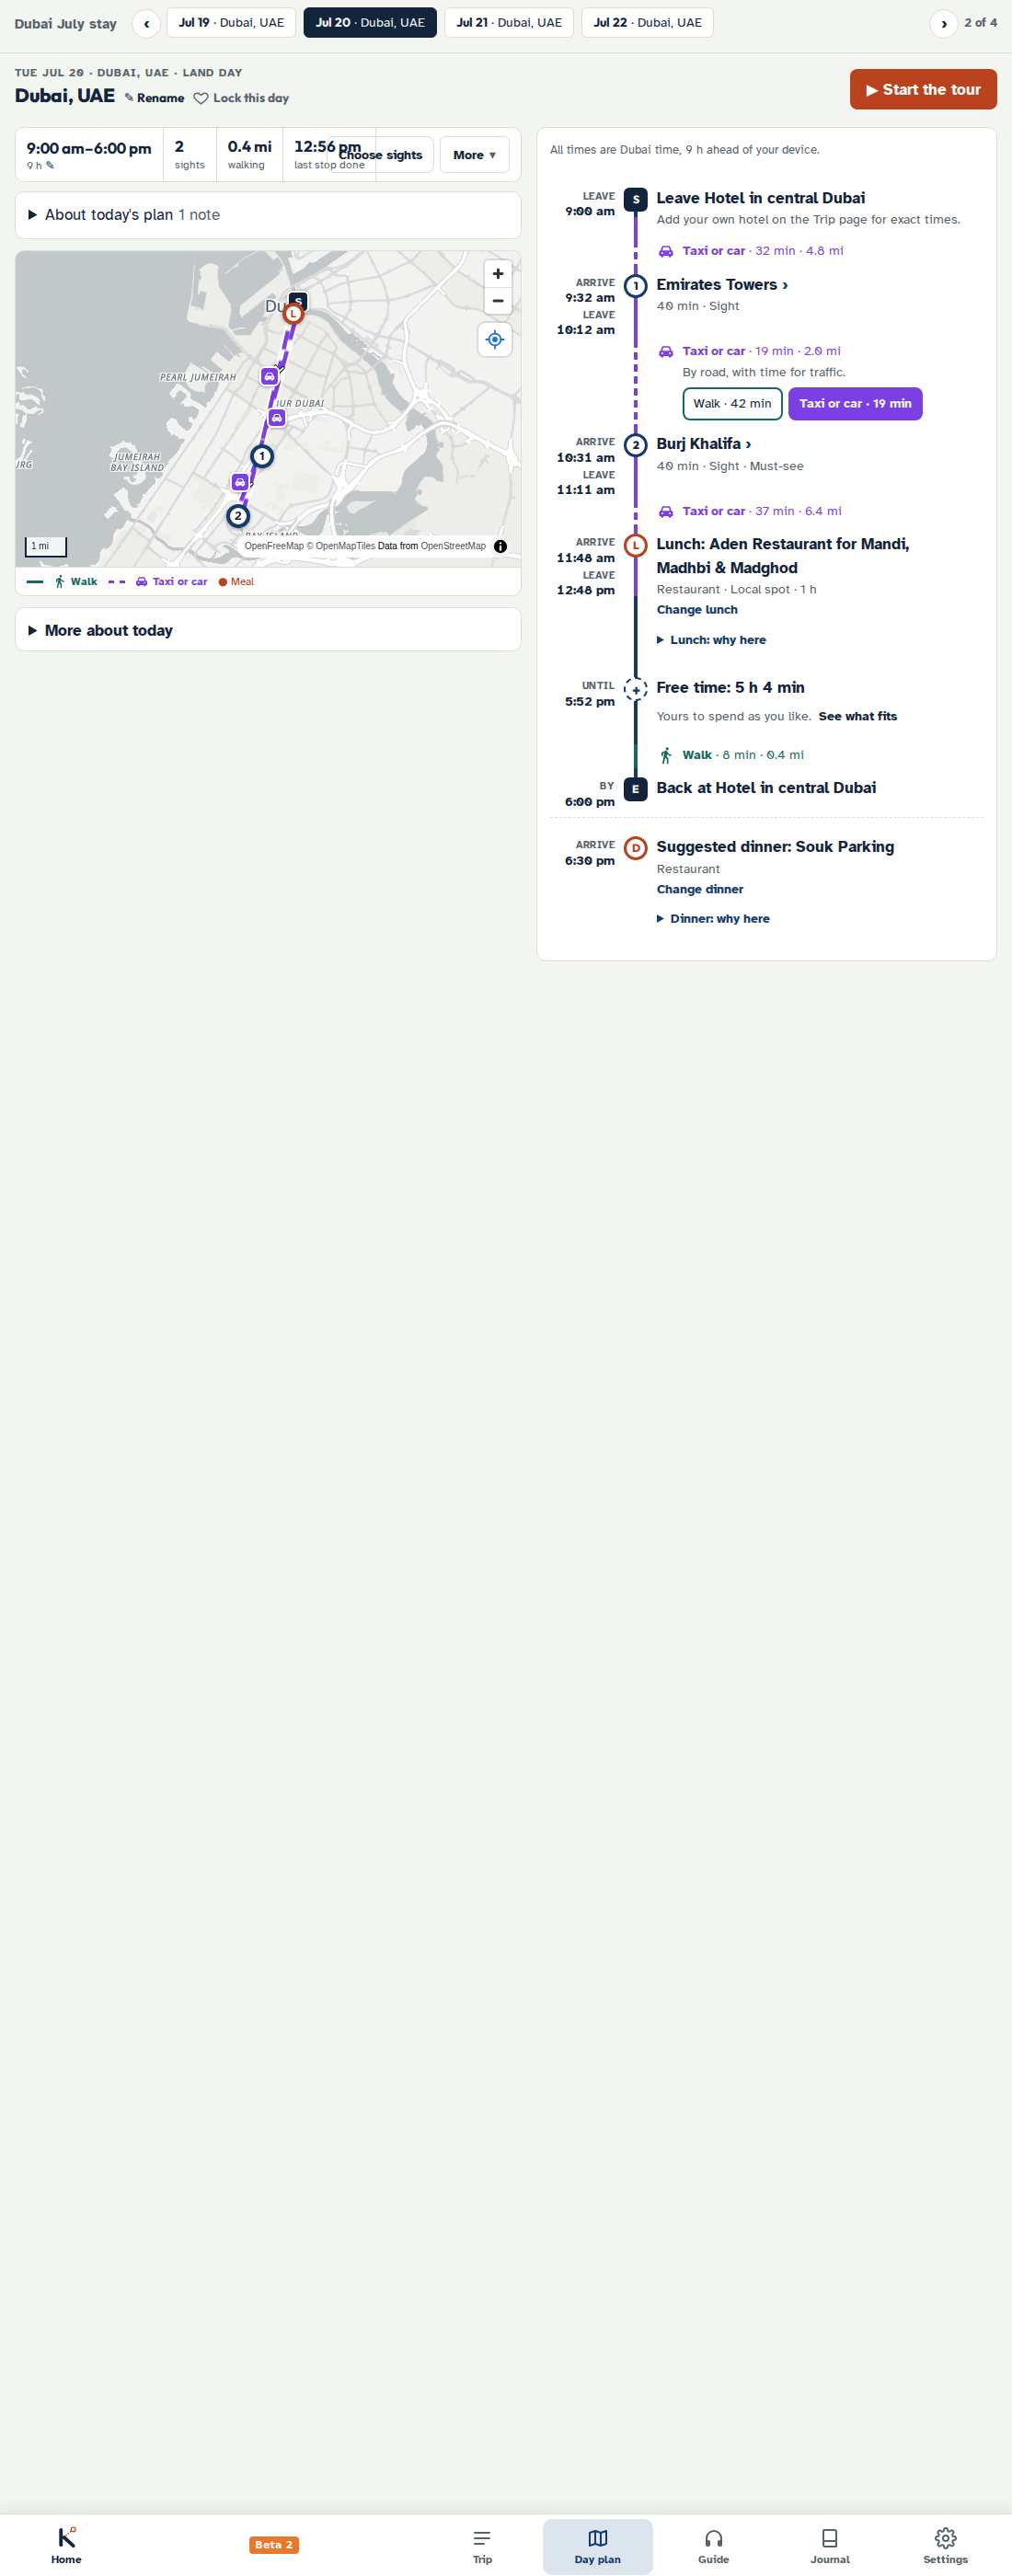 Dubai July stay
‹
Jul 19 · Dubai, UAE
Jul 20 · Dubai, UAE
Jul 21 · Dubai, UAE
Jul 22 · Dubai, UAE
›
2 of 4
TUE JUL 20 · DUBAI, UAE · LAND DAY
Dubai, UAE ✎ Rename Lock this day
▶ Start the tour
9:00 am–6:00 pm
9 h ✎
2
sights
0.4 mi
walking
12:56 pm
last stop done
Choose sights
More ▼
▶ About today's plan 1 note
Du
S
L
PEARL JUMEIRAH
UR DUBAI
JUMEIRAH
BAY ISLAND
URG
1
2
BAY ISLAND
+
−
1 mi
OpenFreeMap © OpenMapTiles Data from OpenStreetMap
Walk
Taxi or car
Meal
▶ More about today
All times are Dubai time, 9 h ahead of your device.
LEAVE
9:00 am
S
Leave Hotel in central Dubai
Add your own hotel on the Trip page for exact times.
Taxi or car · 32 min · 4.8 mi
ARRIVE
9:32 am
LEAVE
10:12 am
1
Emirates Towers ›
40 min · Sight
Taxi or car · 19 min · 2.0 mi
By road, with time for traffic.
Walk · 42 min
Taxi or car · 19 min
ARRIVE
10:31 am
LEAVE
11:11 am
2
Burj Khalifa ›
40 min · Sight · Must-see
Taxi or car · 37 min · 6.4 mi
ARRIVE
11:48 am
LEAVE
12:48 pm
L
Lunch: Aden Restaurant for Mandi,
Madhbi & Madghod
Restaurant · Local spot · 1 h
Change lunch
▶ Lunch: why here
UNTIL
5:52 pm
+
Free time: 5 h 4 min
Yours to spend as you like. See what fits
Walk · 8 min · 0.4 mi
BY
6:00 pm
E
Back at Hotel in central Dubai
ARRIVE
6:30 pm
D
Suggested dinner: Souk Parking
Restaurant
Change dinner
▶ Dinner: why here
Home
Beta 2
Trip
Day plan
Guide
Journal
Settings